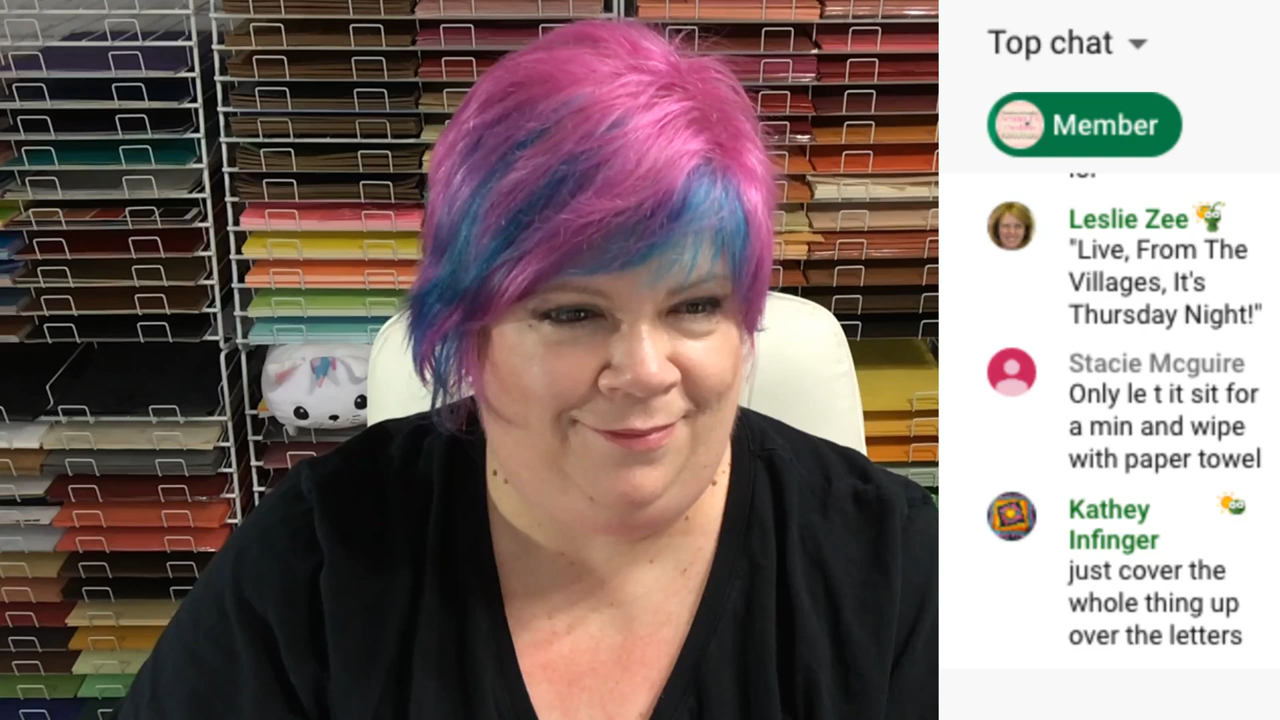 Top chat
Member
Leslie Zee
"Live, From The
Villages, It's
Thursday Night!"
Stacie Mcguire
Only le t it sit for
a min and wipe
with paper towel
Kathey
Infinger
just cover the
whole thing up
over the letters